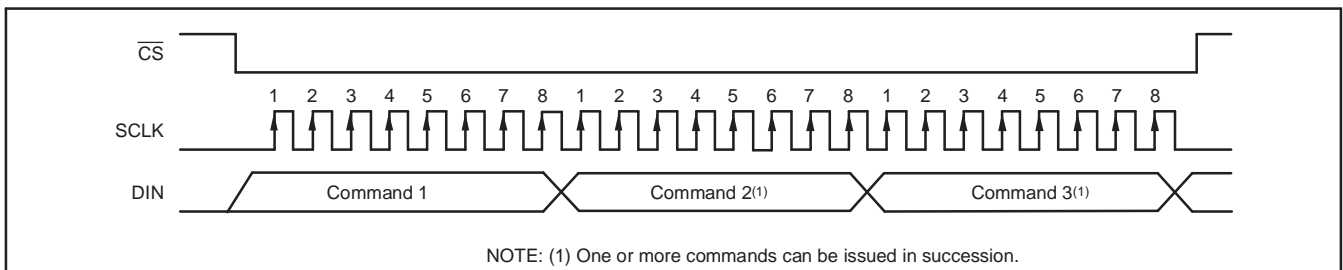 CS
1 2 3 4 5 6 7 8 1 2 3 4 5 6 7 8 1 2 3 4 5 6 7 8
SCLK
DIN
Command 1
Command 2(1)
Command 3(1)
NOTE: (1) One or more commands can be issued in succession.